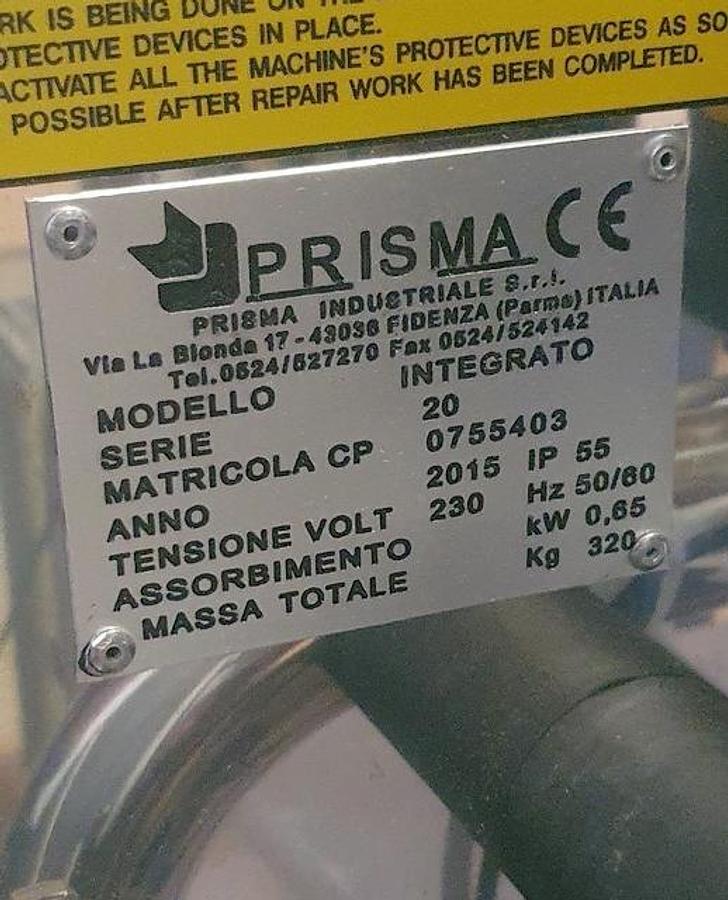 RK IS BEING DONE ON THE
OTECTIVE DEVICES IN PLACE.
ACTIVATE ALL THE MACHINE'S PROTECTIVE DEVICES AS SO
POSSIBLE AFTER REPAIR WORK HAS BEEN COMPLETED.
PRISMA CE
PRISMA INDUSTRIALE S.r.l.
Via La Bionda 17 - 43036 FIDENZA (Parma) ITALIA
Tel.0524/527270 Fax 0524/524142
MODELLO INTEGRATO
SERIE 20
MATRICOLA CP 0755403
ANNO 2015 IP 55
TENSIONE VOLT 230 Hz 50/60
ASSORBIMENTO kW 0,65
MASSA TOTALE Kg 320